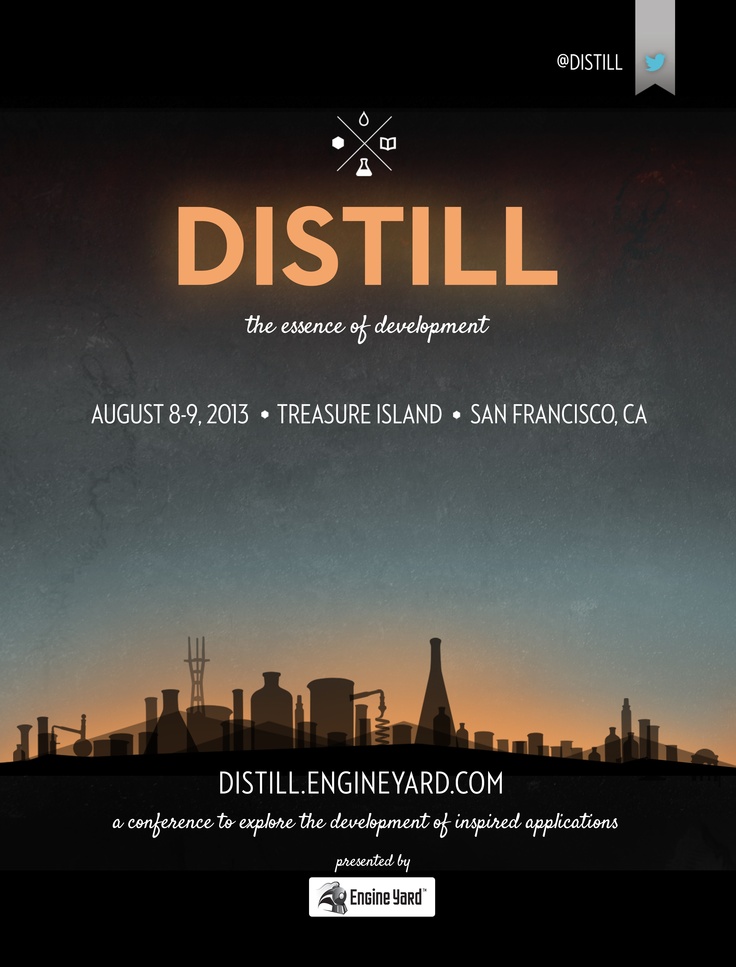 @DISTILL
DISTILL
the essence of development
AUGUST 8-9, 2013 • TREASURE ISLAND • SAN FRANCISCO, CA
DISTILL.ENGINEYARD.COM
a conference to explore the development of inspired applications
presented by
Engine Yard™